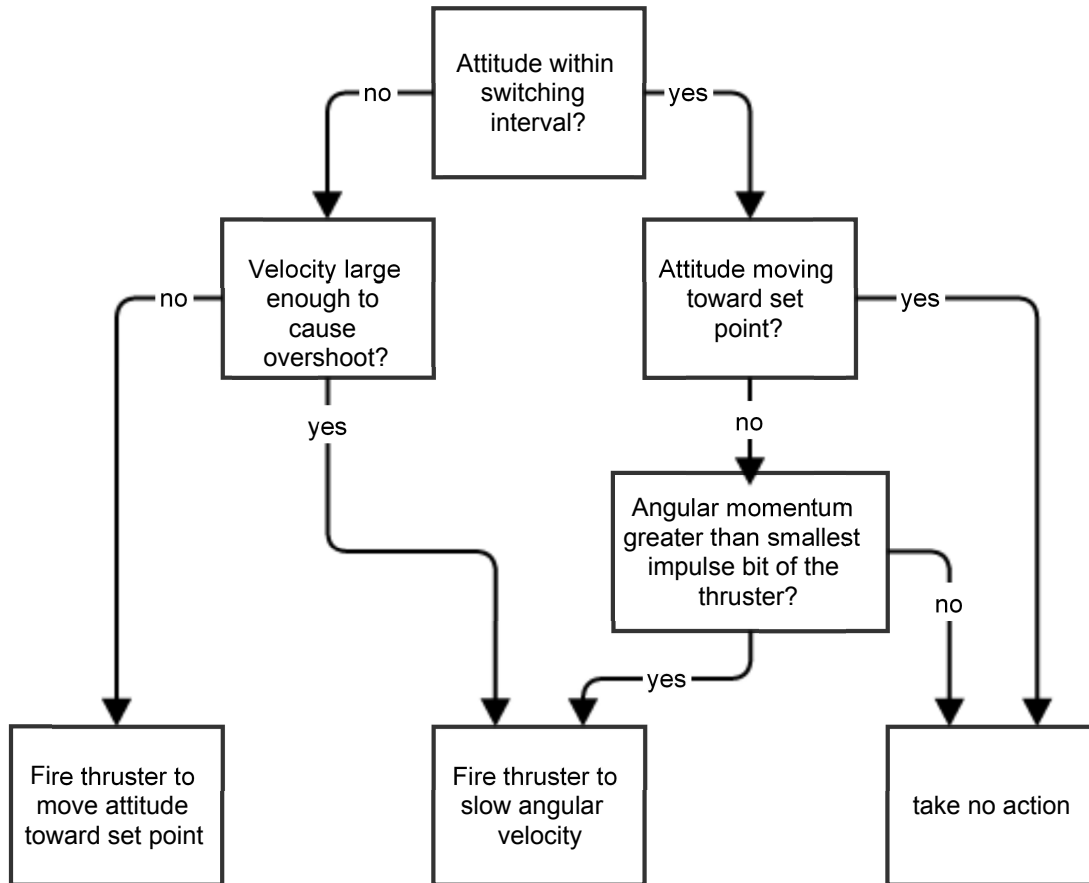 Attitude within
switching
interval?
no
yes
Velocity large
enough to
cause
overshoot?
Attitude moving
toward set
point?
no
yes
yes
no
Angular momentum
greater than smallest
impulse bit of the
thruster?
no
yes
Fire thruster to
move attitude
toward set point
Fire thruster to
slow angular
velocity
take no action